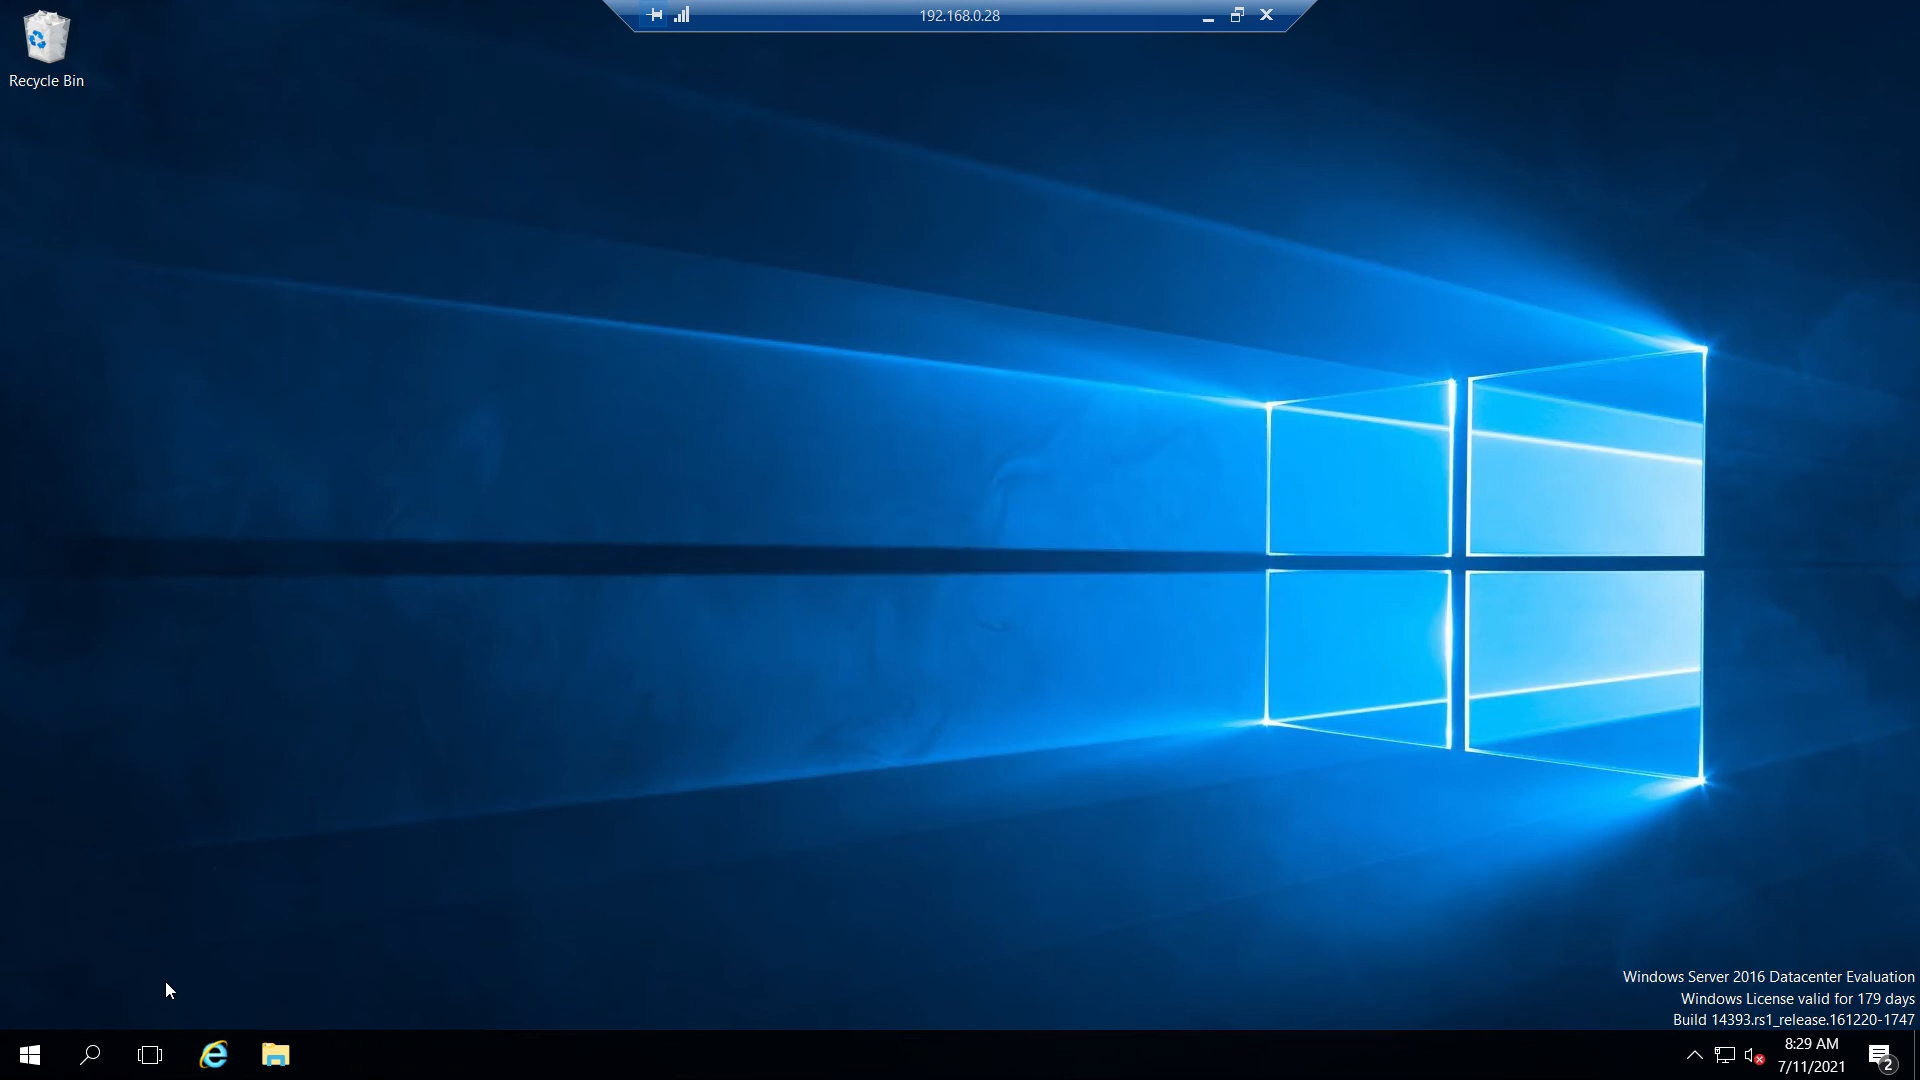 192.168.0.28
Recycle Bin
Windows Server 2016 Datacenter Evaluation
Windows License valid for 179 days
Build 14393.rs1_release.161220-1747
8:29 AM
7/11/2021
2